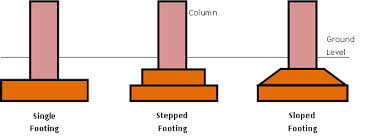 Column
Ground
Level
Single
Footing
Stepped
Footing
Sloped
Footing